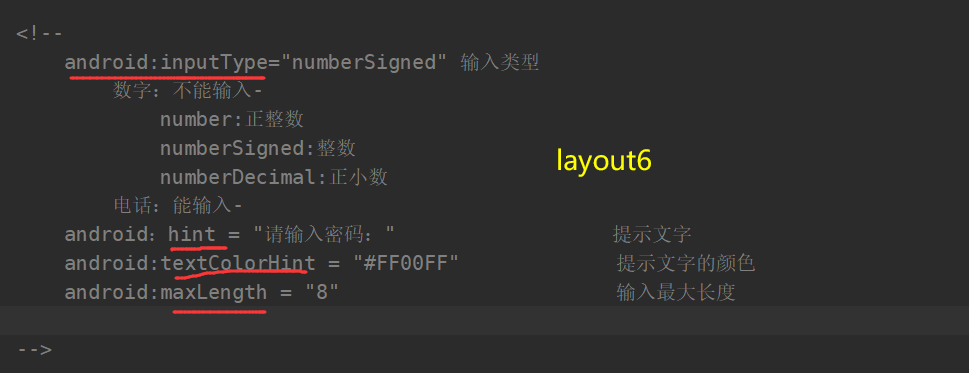 <!--
android:inputType="numberSigned" 输入类型
数字：不能输入-
number:正整数
numberSigned:整数
numberDecimal:正小数
layout6
电话：能输入-
android：hint = "请输入密码：" 提示文字
android:textColorHint = "#FF00FF" 提示文字的颜色
android:maxLength = "8" 输入最大长度
-->